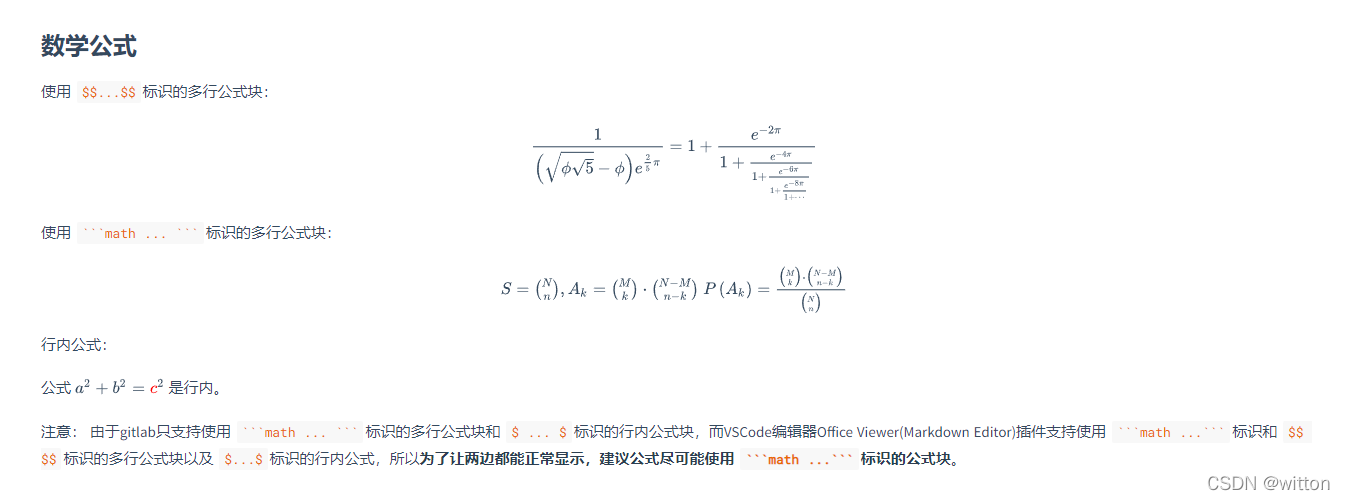 数学公式
使用 $$...$$ 标识的多行公式块：
\frac{1}{\left(\sqrt{\phi\sqrt{5}}-\phi\right)e^{\frac{2}{5}\pi}} = 1+\frac{e^{-2\pi}}{1+\frac{e^{-4\pi}}{1+\frac{e^{-6\pi}}{1+\frac{e^{-8\pi}}{1+\cdots}}}}
使用 ```math ... ``` 标识的多行公式块：
S=\binom{N}{n}, A_k=\binom{M}{k}\cdot\binom{N-M}{n-k} P(A_k)=\frac{\binom{M}{k}\cdot\binom{N-M}{n-k}}{\binom{N}{n}}
行内公式：
公式 a² + b² = c² 是行内。
注意： 由于gitlab只支持使用 ```math ... ``` 标识的多行公式块和 $ ... $ 标识的行内公式块，而VSCode编辑器Office Viewer(Markdown Editor)插件支持使用 ```math ...``` 标识和 $$
$$ 标识的多行公式块以及 $...$ 标识的行内公式，所以为了让两边都能正常显示，建议公式尽可能使用 ```math ...``` 标识的公式块。
CSDN @witton